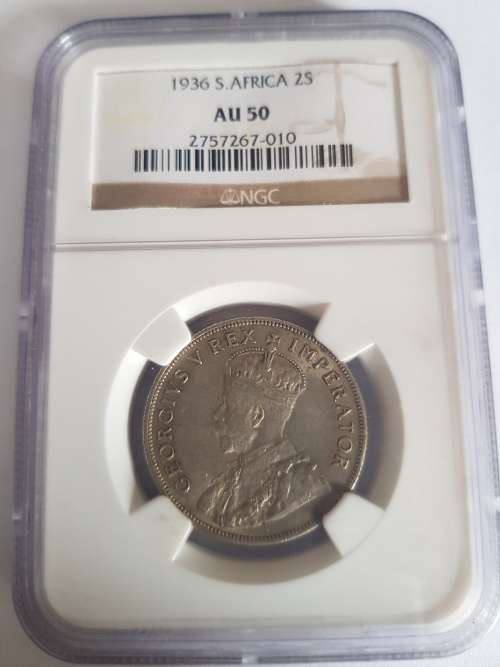 1936 S.AFRICA 2S
AU 50
2757267-010
NGC
GEORGIVS V REX IMPERATOR